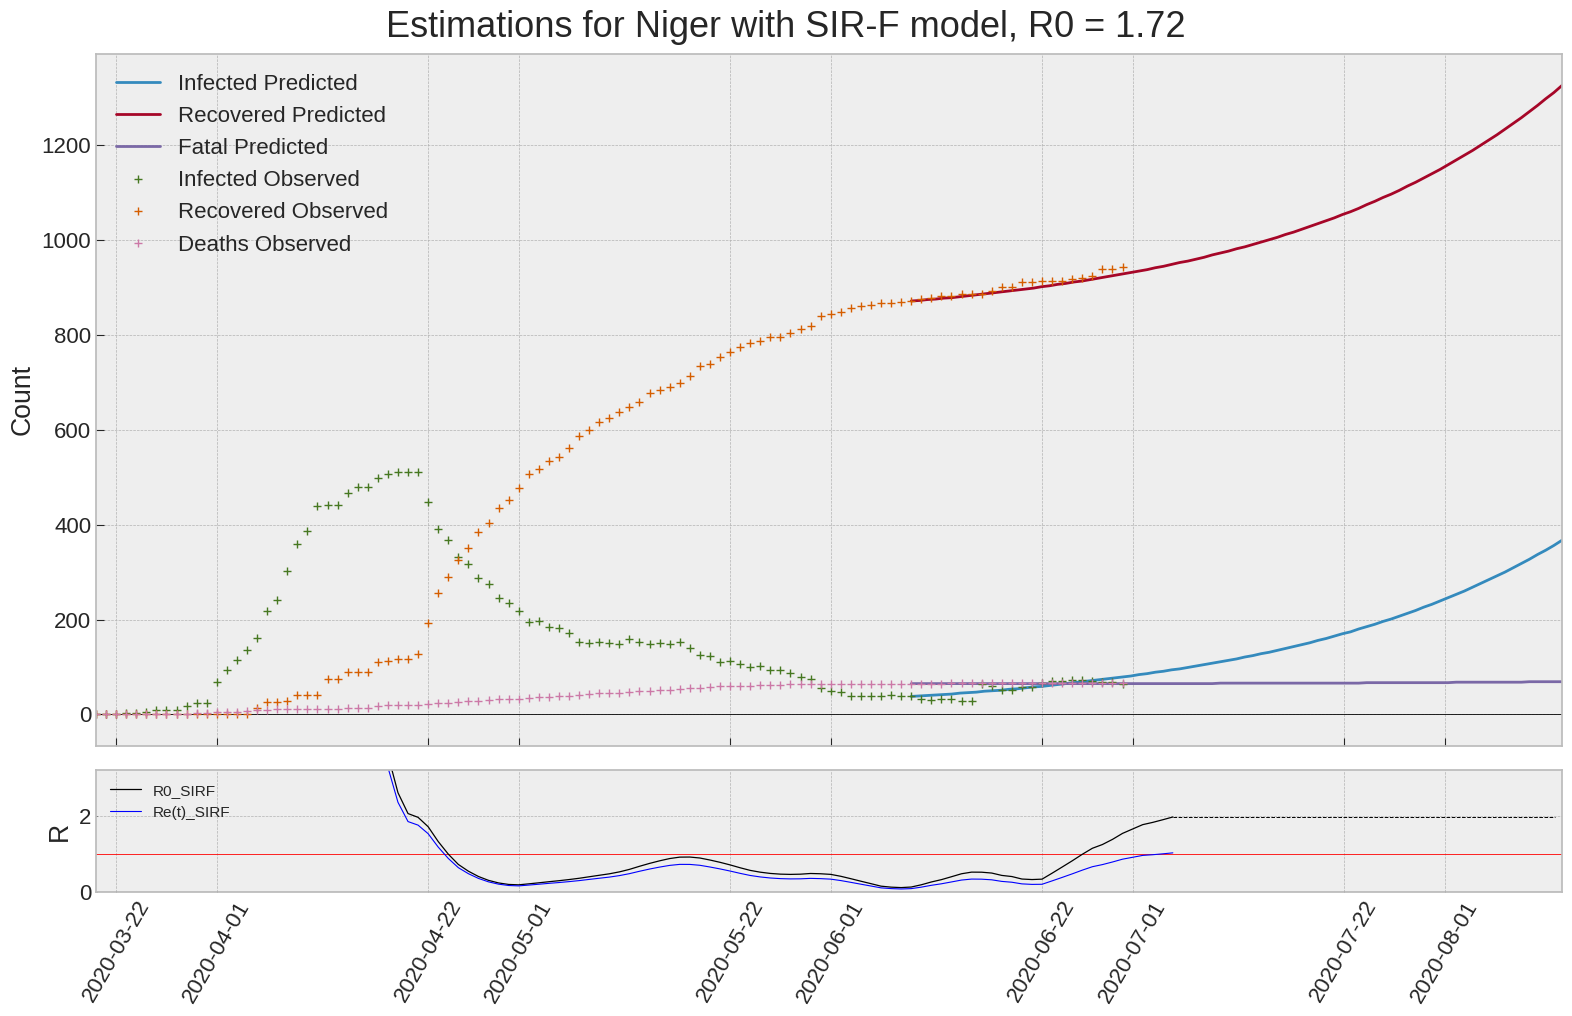 Estimations for Niger with SIR-F model, R0 = 1.72
Infected Predicted
Recovered Predicted
Fatal Predicted
Infected Observed
Recovered Observed
Deaths Observed
Count
1200
1000
800
600
400
200
0
R0_SIRF
Re(t)_SIRF
R
2
0
2020-03-22
2020-04-01
2020-04-22
2020-05-01
2020-05-22
2020-06-01
2020-06-22
2020-07-01
2020-07-22
2020-08-01